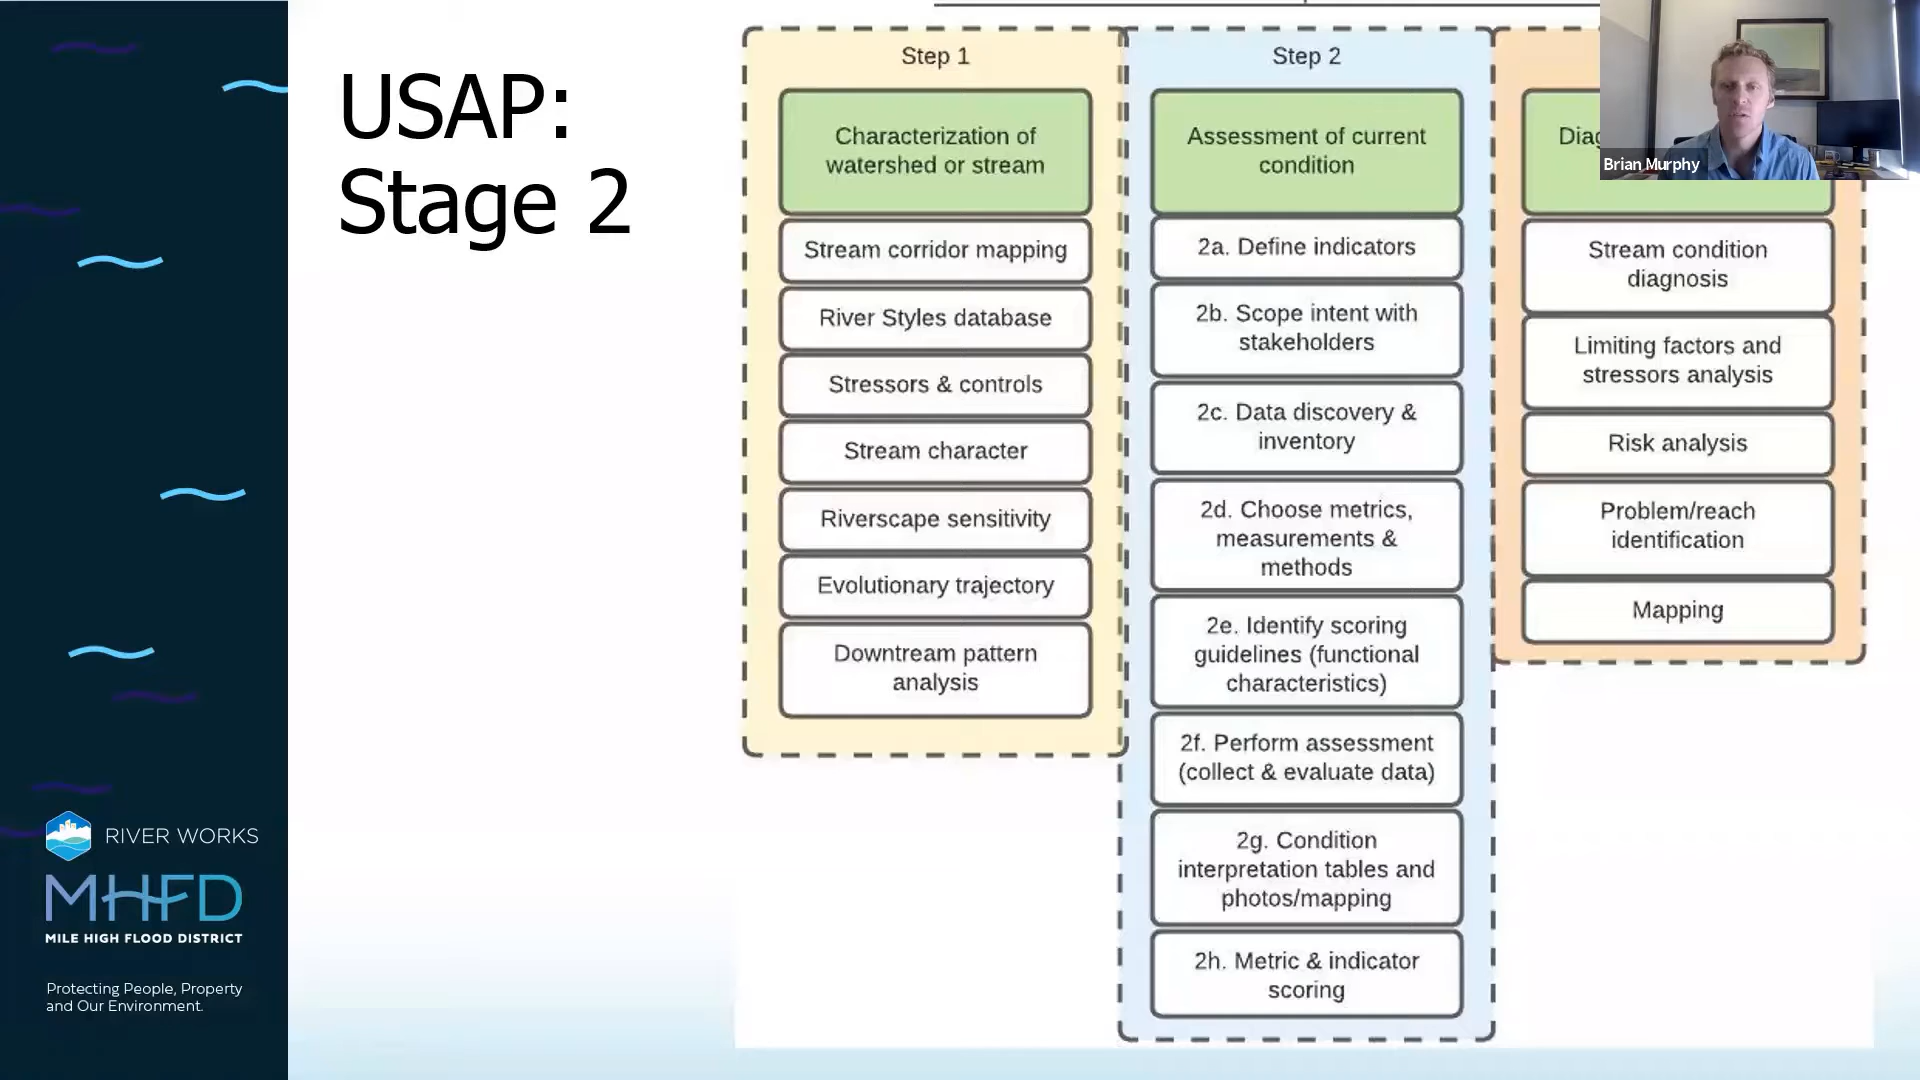 USAP:
Stage 2
Step 1
Characterization of
watershed or stream
Stream corridor mapping
River Styles database
Stressors & controls
Stream character
Riverscape sensitivity
Evolutionary trajectory
Downtream pattern
analysis
Step 2
Assessment of current
condition
2a. Define indicators
2b. Scope intent with
stakeholders
2c. Data discovery &
inventory
2d. Choose metrics,
measurements &
methods
2e. Identify scoring
guidelines (functional
characteristics)
2f. Perform assessment
(collect & evaluate data)
2g. Condition
interpretation tables and
photos/mapping
2h. Metric & indicator
scoring
Stream condition
diagnosis
Limiting factors and
stressors analysis
Risk analysis
Problem/reach
identification
Mapping
Brian Murphy
RIVER WORKS
MHFD
MILE HIGH FLOOD DISTRICT
Protecting People, Property
and Our Environment.